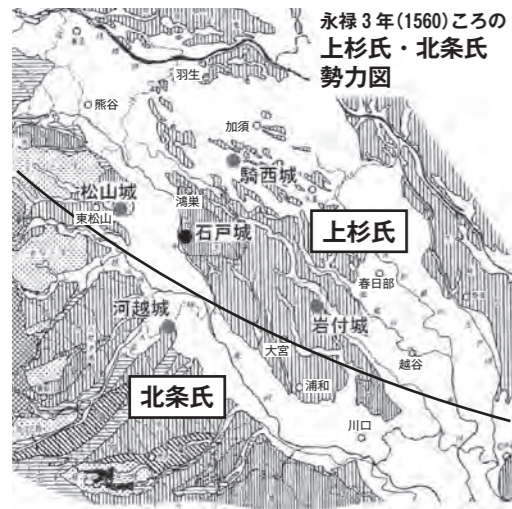 永禄3年(1560)ころの
上杉氏・北条氏
勢力図
羽生
熊谷
加須
騎西城
松山城
東松山
鴻巣
石戸城
上杉氏
春日部
河越城
岩付城
大宮
越谷
北条氏
浦和
川口